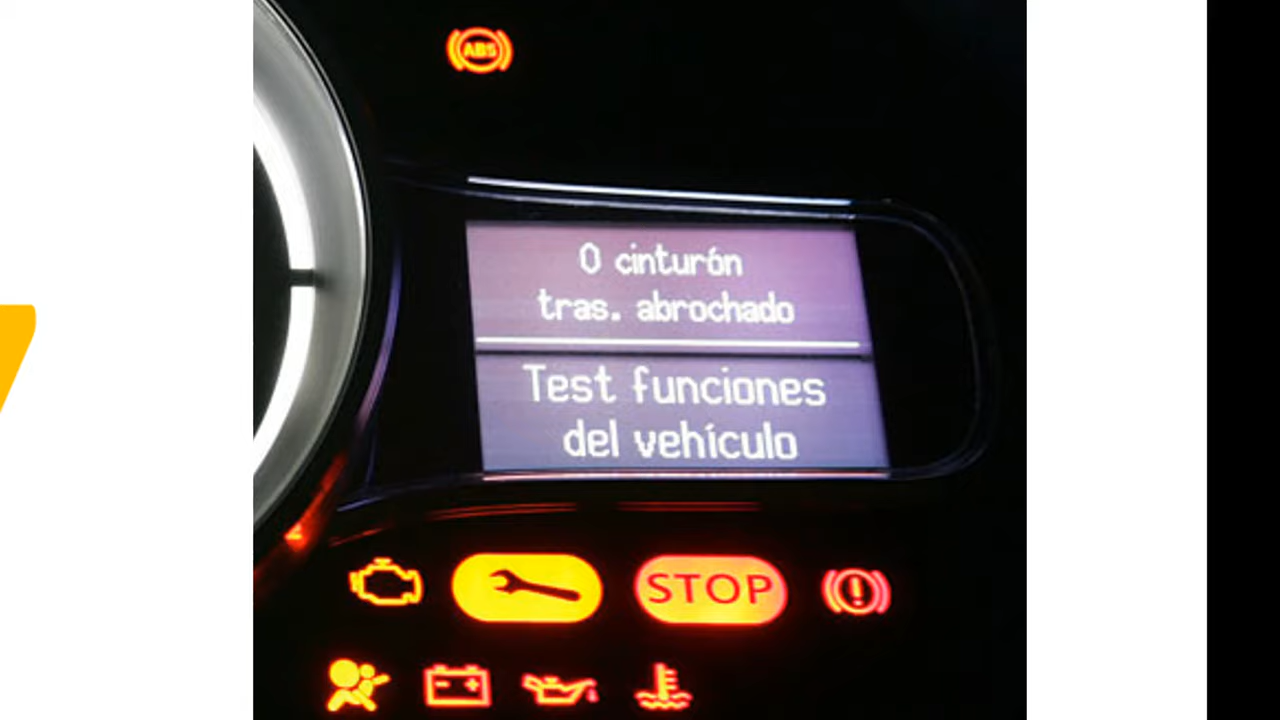 ABS
0 cinturón
tras. abrochado
Test funciones
del vehículo
STOP